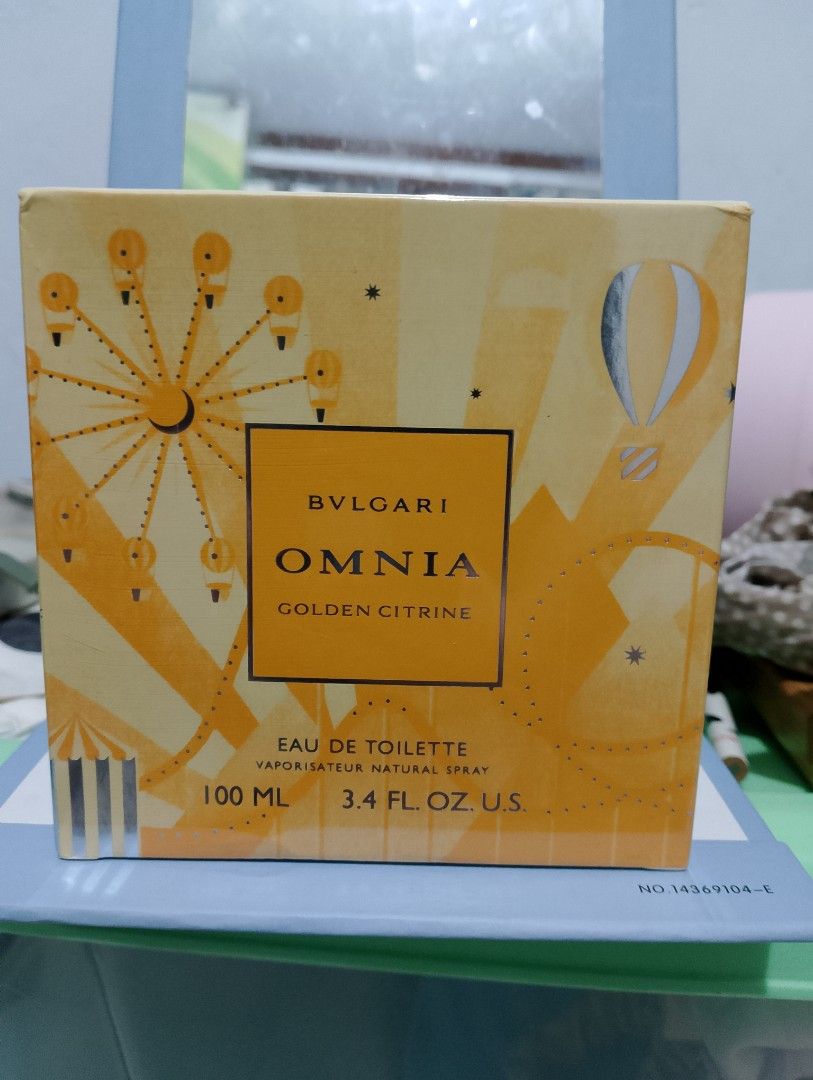 BVLGARI
OMNIA
GOLDEN CITRINE
EAU DE TOILETTE
VAPORISATEUR NATURAL SPRAY
100 ML 3.4 FL. OZ. U.S.
NO.14369104-E